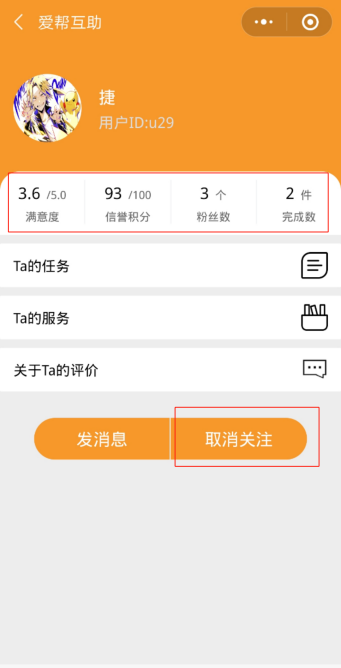 爱帮互助
捷
用户ID:u29
3.6 /5.0 93 /100 3 个 2 件
满意度 信誉积分 粉丝数 完成数
Ta的任务
Ta的服务
关于Ta的评价
发消息 取消关注